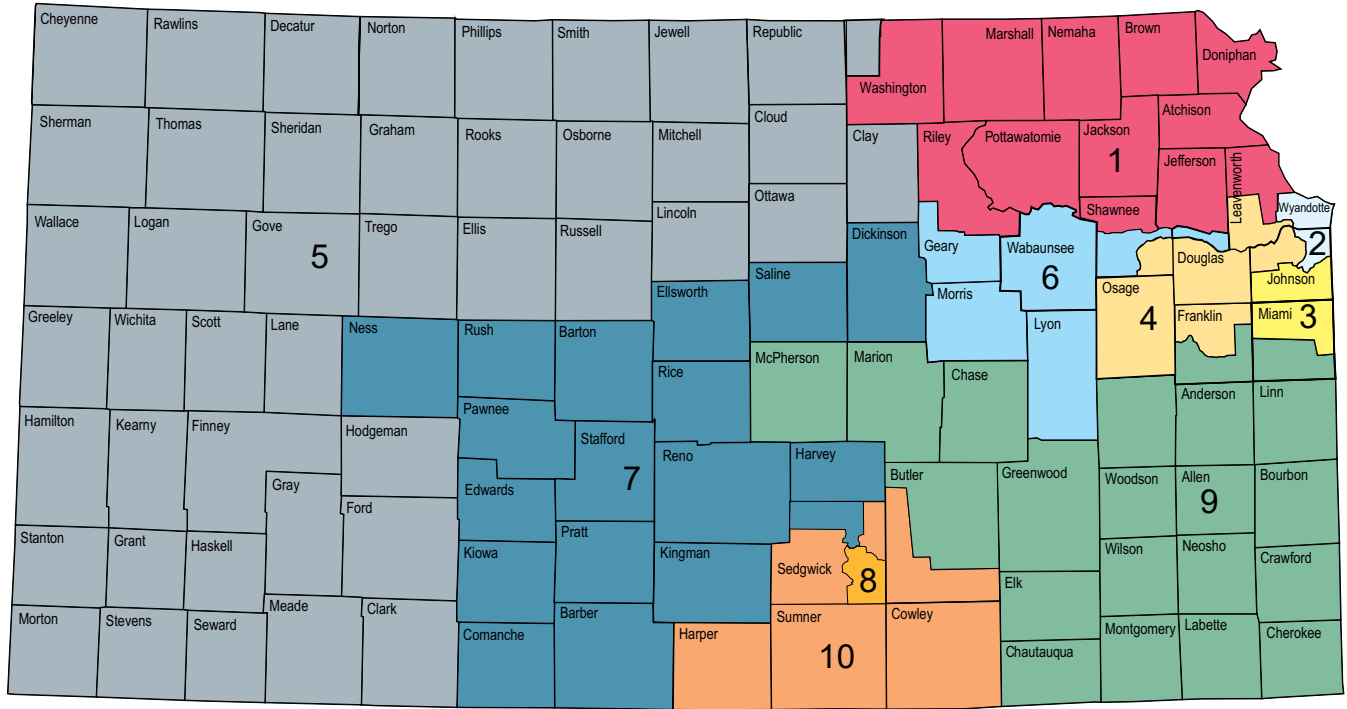 Cheyenne
Rawlins
Decatur
Norton
Phillips
Smith
Jewell
Republic
Washington
Marshall
Nemaha
Brown
Doniphan
Sherman
Thomas
Sheridan
Graham
Rooks
Osborne
Mitchell
Cloud
Clay
Riley
Pottawatomie
Jackson
1
Atchison
Jefferson
Leavenworth
Wyandotte
2
Wallace
Logan
Gove
5
Trego
Ellis
Russell
Lincoln
Ottawa
Dickinson
Geary
Wabaunsee
6
Shawnee
Douglas
Johnson
Greeley
Wichita
Scott
Lane
Ness
Rush
Barton
Ellsworth
Saline
Morris
Lyon
Osage
4
Franklin
Miami
3
Rice
McPherson
Marion
Chase
Anderson
Linn
Hamilton
Kearny
Finney
Hodgeman
Pawnee
Stafford
7
Reno
Harvey
Butler
Greenwood
Woodson
Allen
9
Bourbon
Gray
Ford
Edwards
Pratt
Kingman
Sedgwick
8
Stanton
Grant
Haskell
Kiowa
Elk
Wilson
Neosho
Crawford
Morton
Stevens
Seward
Meade
Clark
Comanche
Barber
Harper
Sumner
10
Cowley
Chautauqua
Montgomery
Labette
Cherokee